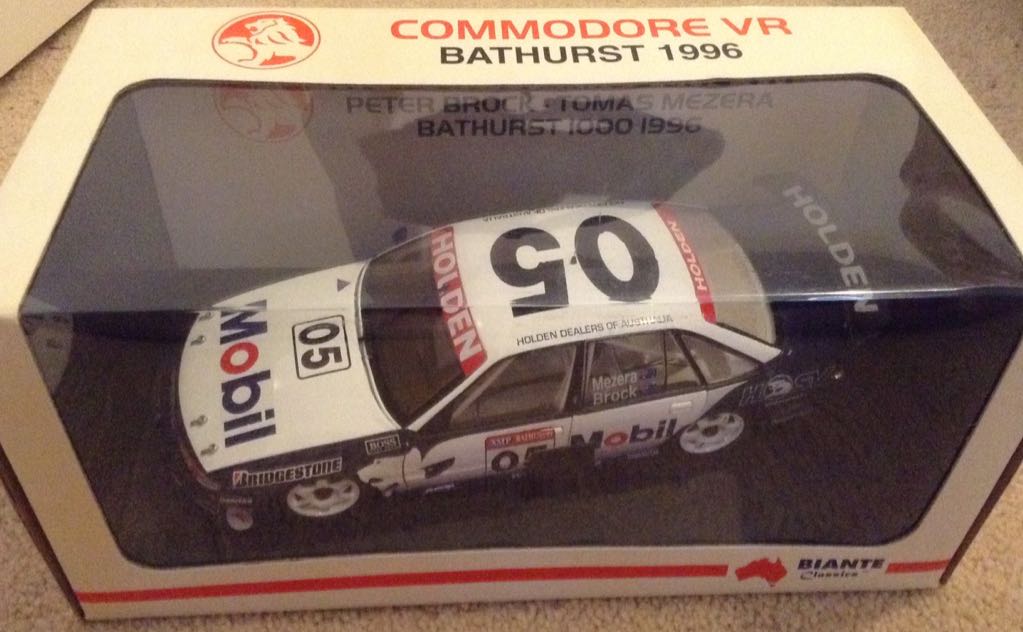 COMMODORE VR
BATHURST 1996
PETER BROCK · TOMAS MEZERA
BATHURST 1000 1996
HOLDEN
05
HOLDEN
HOLDEN
HOLDEN DEALERS OF AUSTRALIA
Mobil
05
Mezera
Brock
BOSS
BRIDGESTONE
05
Mobil
BIANTE
Classics